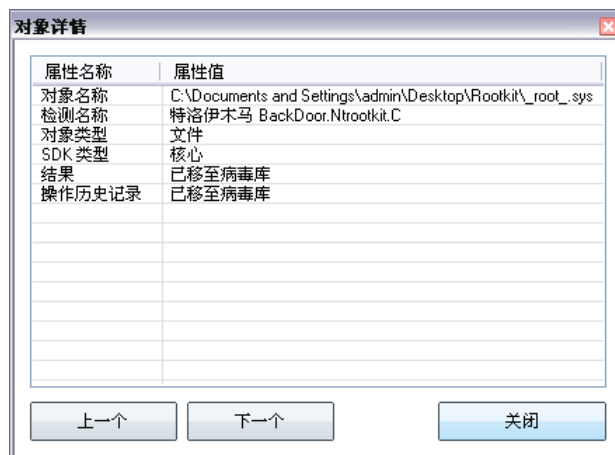 对象详情
属性名称 属性值
对象名称 C:\Documents and Settings\admin\Desktop\Rootkit\_root_.sys
检测名称 特洛伊木马 BackDoor.Ntrootkit.C
对象类型 文件
SDK 类型 核心
结果 已移至病毒库
操作历史记录 已移至病毒库
上一个 下一个 关闭